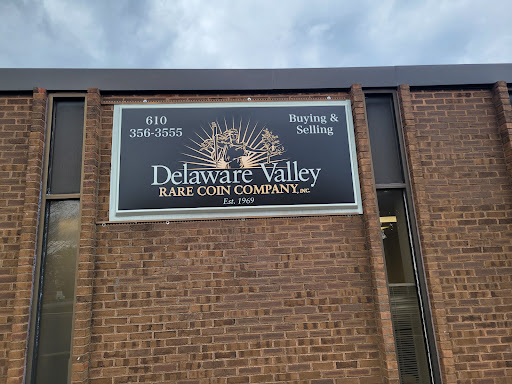 610
356-3555
Buying &
Selling
Delaware Valley
RARE COIN COMPANY, INC.
Est. 1969